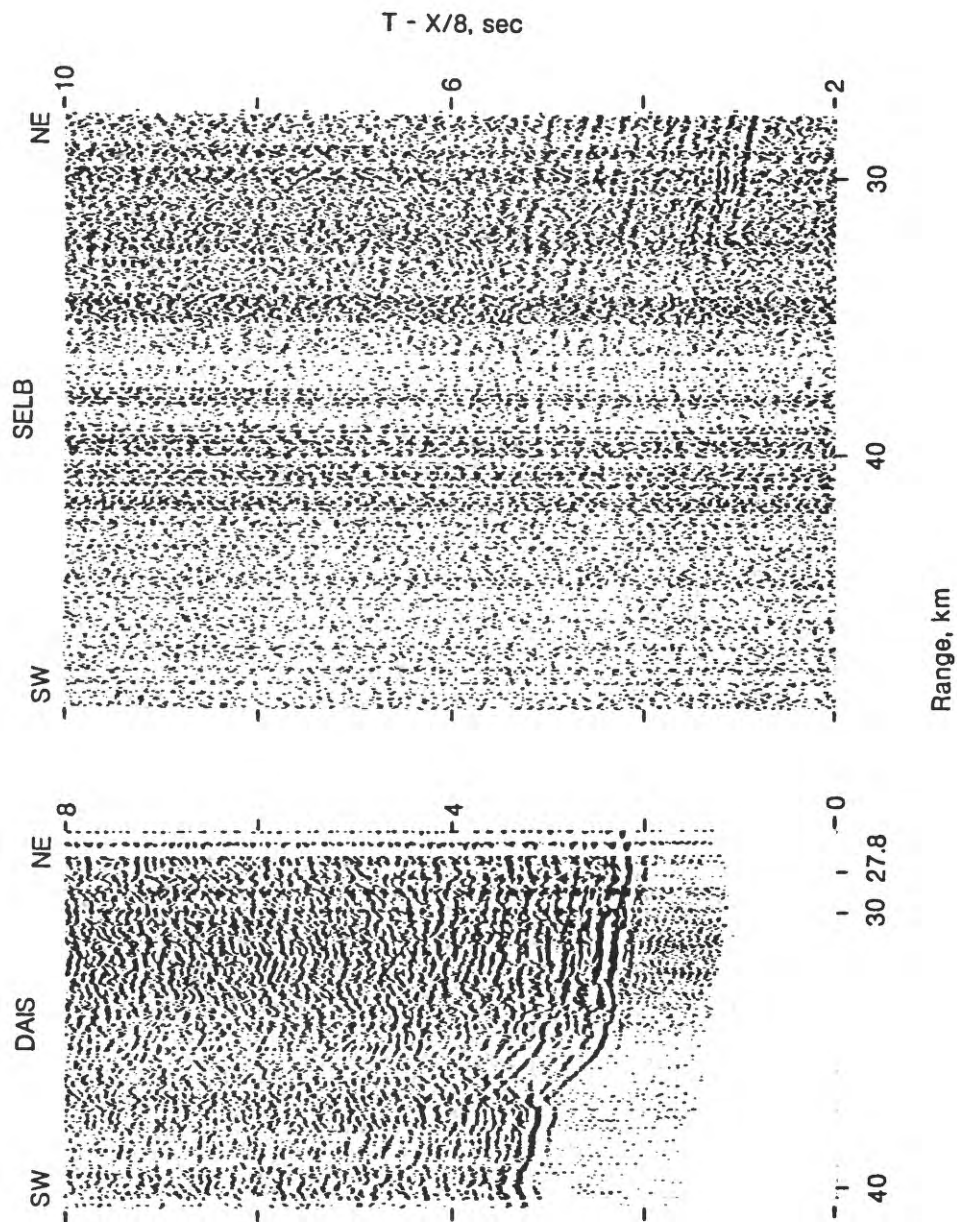 T - X/8, sec
10
6
2
NE
SELB
SW
30
40
Range, km
8
4
0
NE
DAIS
SW
27.8
30
40